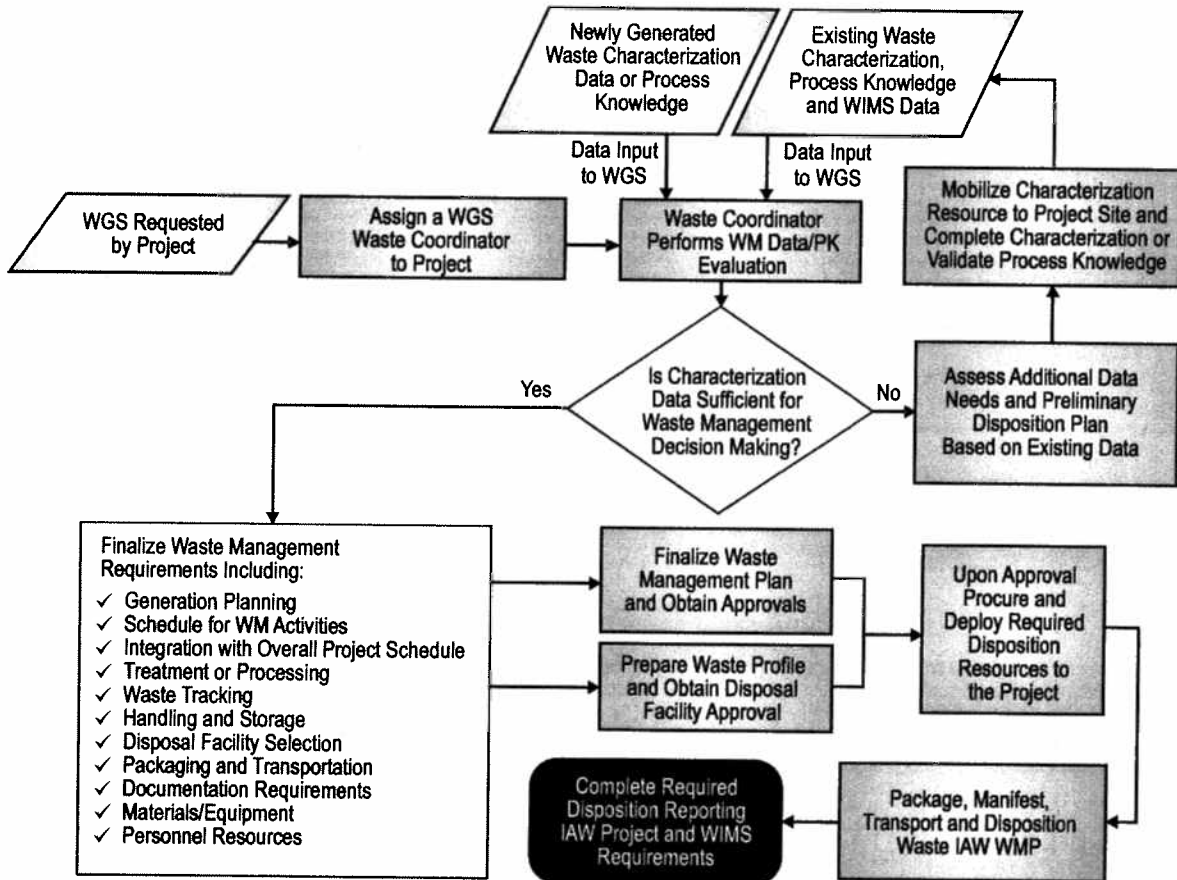 Newly Generated
Waste Characterization
Data or Process
Knowledge
Existing Waste
Characterization,
Process Knowledge
and WIMS Data
Data Input
to WGS
Data Input
to WGS
WGS Requested
by Project
Assign a WGS
Waste Coordinator
to Project
Waste Coordinator
Performs WM Data/PK
Evaluation
Mobilize Characterization
Resource to Project Site and
Complete Characterization or
Validate Process Knowledge
Is Characterization
Data Sufficient for
Waste Management
Decision Making?
Yes
No
Assess Additional Data
Needs and Preliminary
Disposition Plan
Based on Existing Data
Finalize Waste Management
Requirements Including:
✓ Generation Planning
✓ Schedule for WM Activities
✓ Integration with Overall Project Schedule
✓ Treatment or Processing
✓ Waste Tracking
✓ Handling and Storage
✓ Disposal Facility Selection
✓ Packaging and Transportation
✓ Documentation Requirements
✓ Materials/Equipment
✓ Personnel Resources
Finalize Waste
Management Plan
and Obtain Approvals
Prepare Waste Profile
and Obtain Disposal
Facility Approval
Upon Approval
Procure and
Deploy Required
Disposition
Resources to
the Project
Package, Manifest,
Transport and Disposition
Waste IAW WMP
Complete Required
Disposition Reporting
IAW Project and WIMS
Requirements